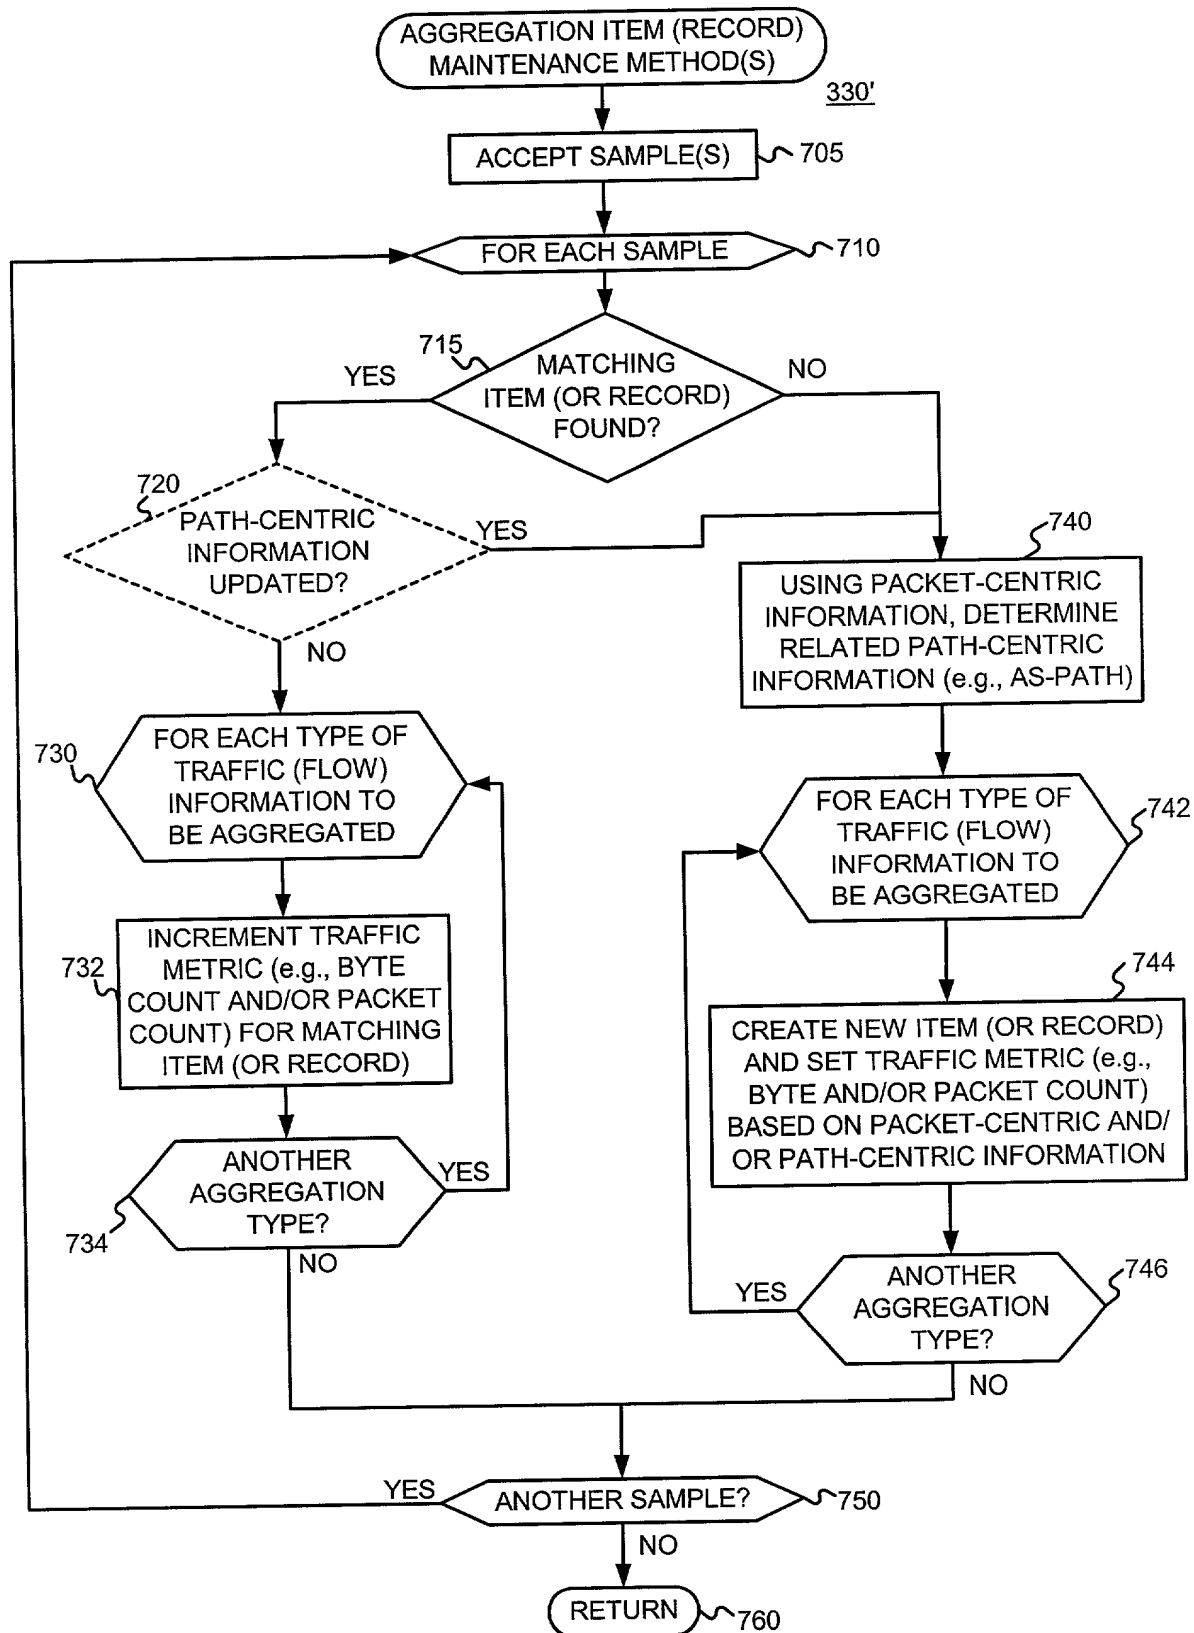 AGGREGATION ITEM (RECORD)
MAINTENANCE METHOD(S)
330'
ACCEPT SAMPLE(S)
705
FOR EACH SAMPLE
710
715
MATCHING
ITEM (OR RECORD)
FOUND?
YES
NO
720
PATH-CENTRIC
INFORMATION
UPDATED?
YES
NO
740
USING PACKET-CENTRIC
INFORMATION, DETERMINE
RELATED PATH-CENTRIC
INFORMATION (e.g., AS-PATH)
730
FOR EACH TYPE OF
TRAFFIC (FLOW)
INFORMATION TO
BE AGGREGATED
FOR EACH TYPE OF
TRAFFIC (FLOW)
INFORMATION TO
BE AGGREGATED
742
732
INCREMENT TRAFFIC
METRIC (e.g., BYTE
COUNT AND/OR PACKET
COUNT) FOR MATCHING
ITEM (OR RECORD)
744
CREATE NEW ITEM (OR RECORD)
AND SET TRAFFIC METRIC (e.g.,
BYTE AND/OR PACKET COUNT)
BASED ON PACKET-CENTRIC AND/
OR PATH-CENTRIC INFORMATION
734
ANOTHER
AGGREGATION
TYPE?
YES
NO
ANOTHER
AGGREGATION
TYPE?
746
YES
NO
ANOTHER SAMPLE?
750
YES
NO
RETURN
760